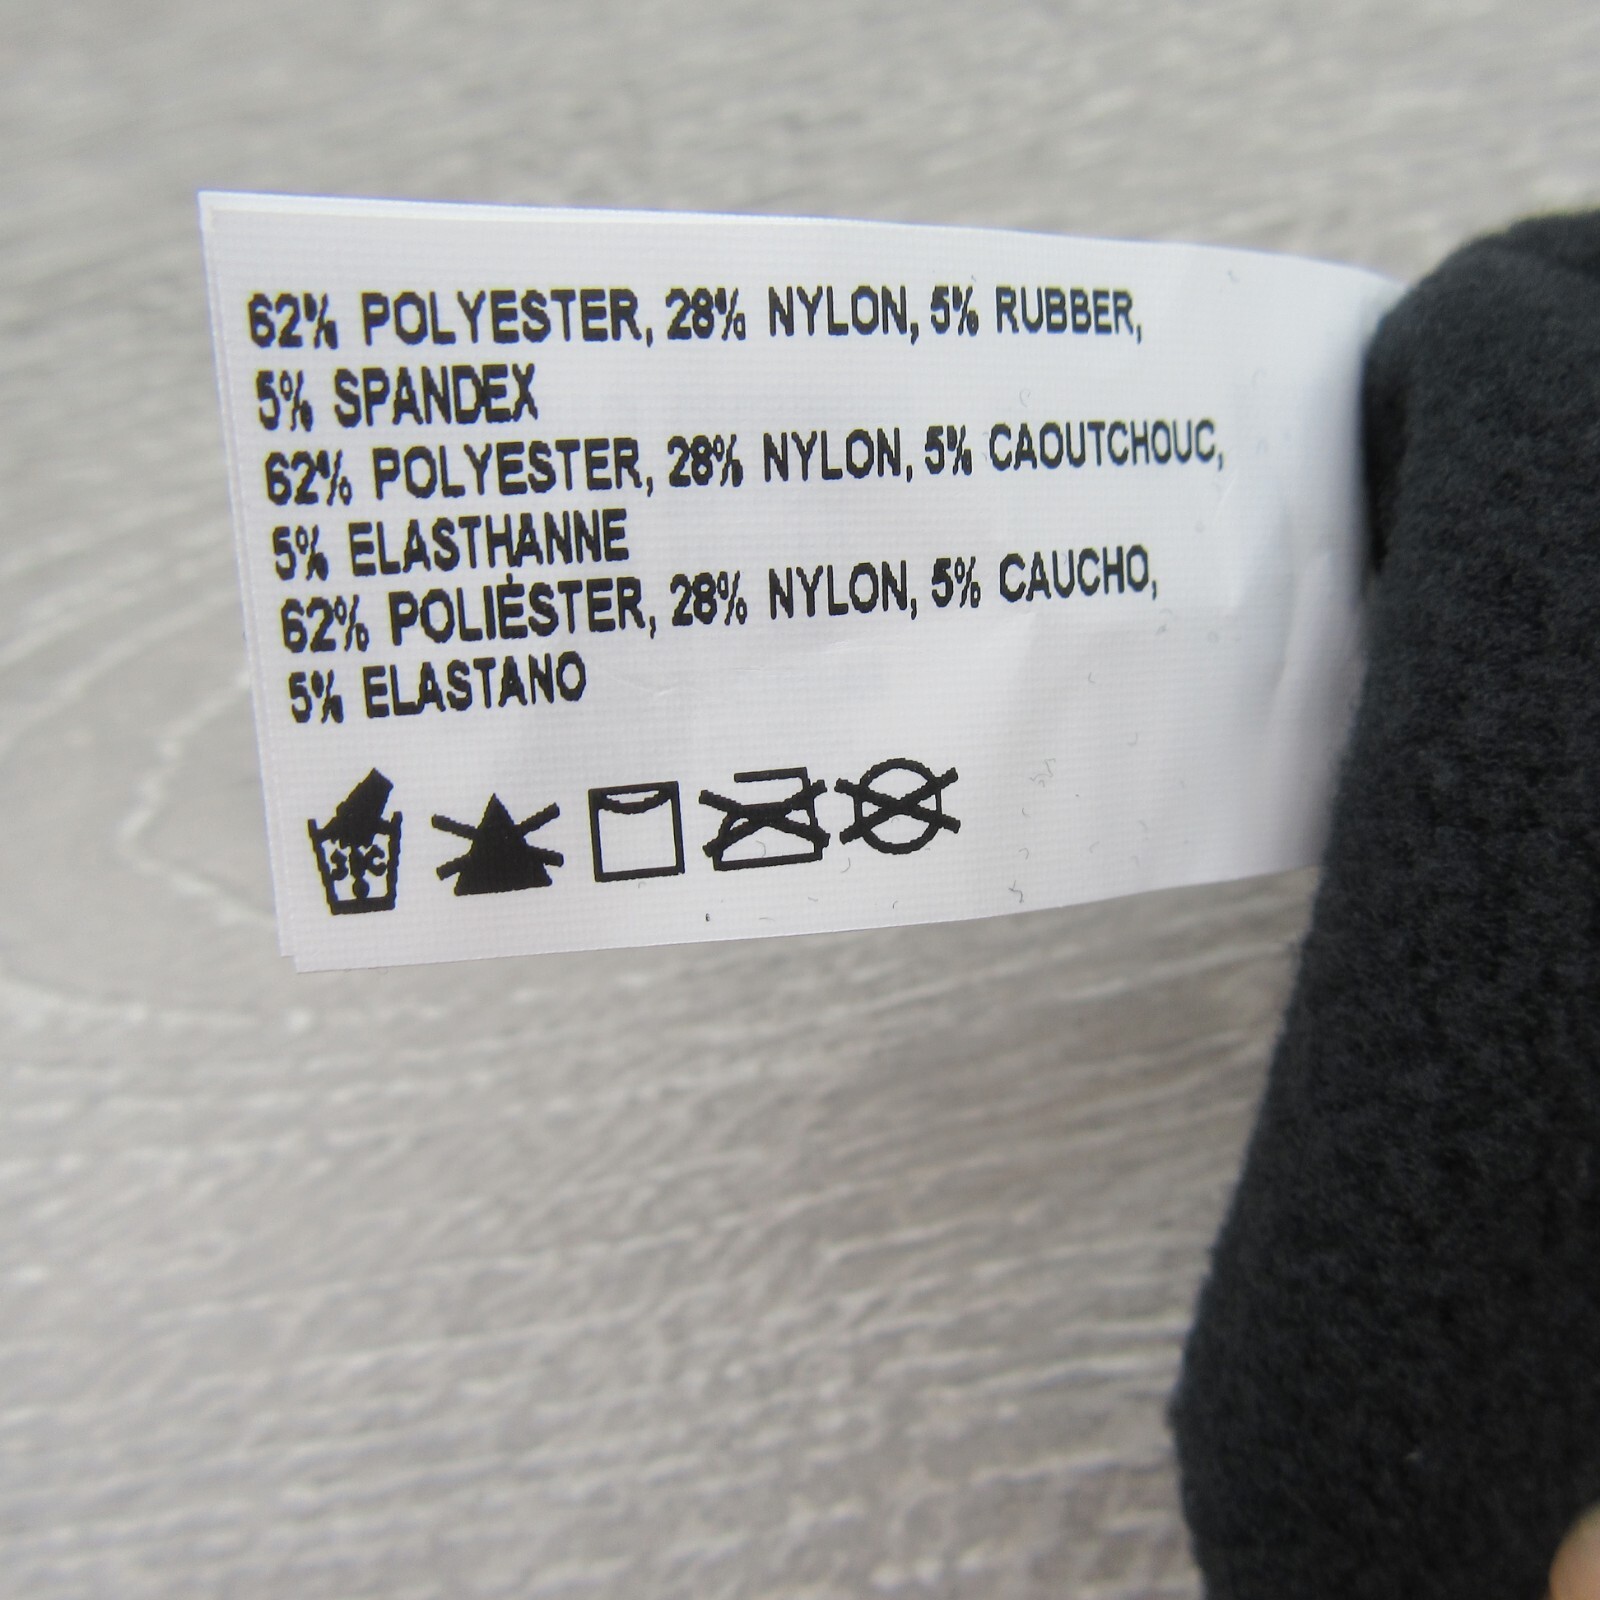 62% POLYESTER, 28% NYLON, 5% RUBBER,
5% SPANDEX
62% POLYESTER, 28% NYLON, 5% CAOUTCHOUC,
5% ELASTHANNE
62% POLIÉSTER, 28% NYLON, 5% CAUCHO,
5% ELASTANO